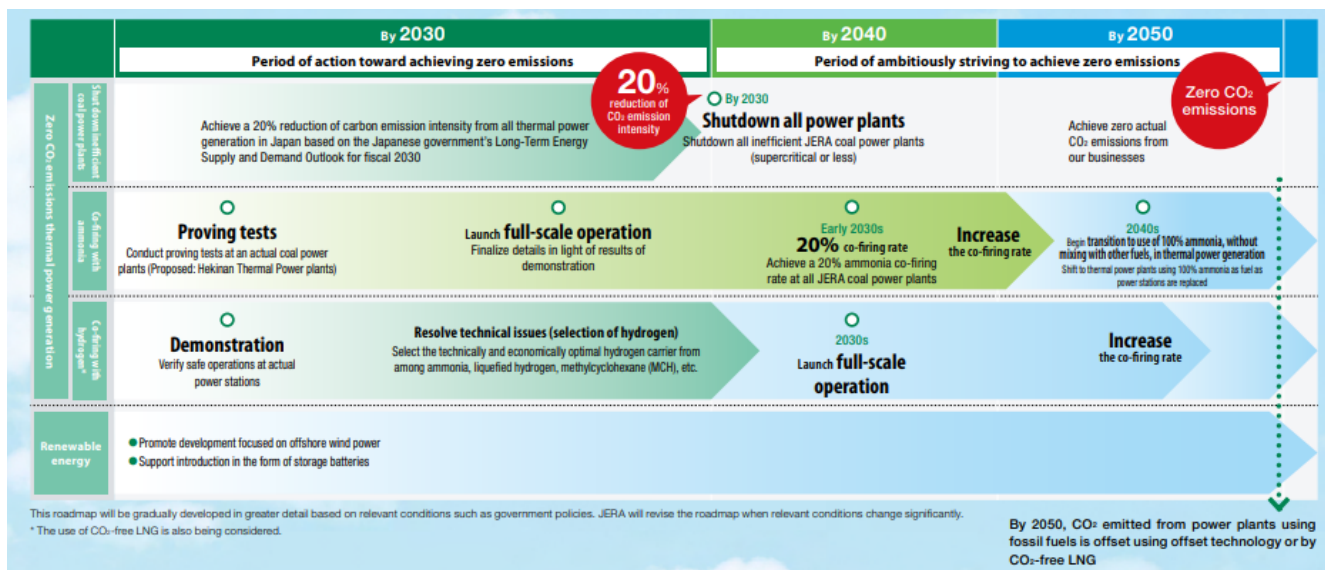 By 2030
By 2040
By 2050
Period of action toward achieving zero emissions
Period of ambitiously striving to achieve zero emissions
Zero CO₂ emissions thermal power generation
Shut down inefficient
coal power plants
Achieve a 20% reduction of carbon emission intensity from all thermal power
generation in Japan based on the Japanese government's Long-Term Energy
Supply and Demand Outlook for fiscal 2030
20%
reduction of
CO₂ emission
intensity
By 2030
Shutdown all power plants
Shutdown all inefficient JERA coal power plants
(supercritical or less)
Zero CO₂
emissions
Achieve zero actual
CO₂ emissions from
our businesses
Co-firing with
ammonia
Proving tests
Conduct proving tests at an actual coal power
plants (Proposed: Hekinan Thermal Power plants)
Launch full-scale operation
Finalize details in light of results of
demonstration
Early 2030s
20% co-firing rate
Achieve a 20% ammonia co-firing
rate at all JERA coal power plants
Increase
the co-firing rate
2040s
Begin transition to use of 100% ammonia, without
mixing with other fuels, in thermal power generation
Shift to thermal power plants using 100% ammonia as fuel as
power stations are replaced
Co-firing with
hydrogen*
Demonstration
Verify safe operations at actual
power stations
Resolve technical issues (selection of hydrogen)
Select the technically and economically optimal hydrogen carrier from
among ammonia, liquefied hydrogen, methylcyclohexane (MCH), etc.
2030s
Launch full-scale
operation
Increase
the co-firing rate
Renewable
energy
● Promote development focused on offshore wind power
● Support introduction in the form of storage batteries
This roadmap will be gradually developed in greater detail based on relevant conditions such as government policies. JERA will revise the roadmap when relevant conditions change significantly.
* The use of CO₂-free LNG is also being considered.
By 2050, CO₂ emitted from power plants using
fossil fuels is offset using offset technology or by
CO₂-free LNG